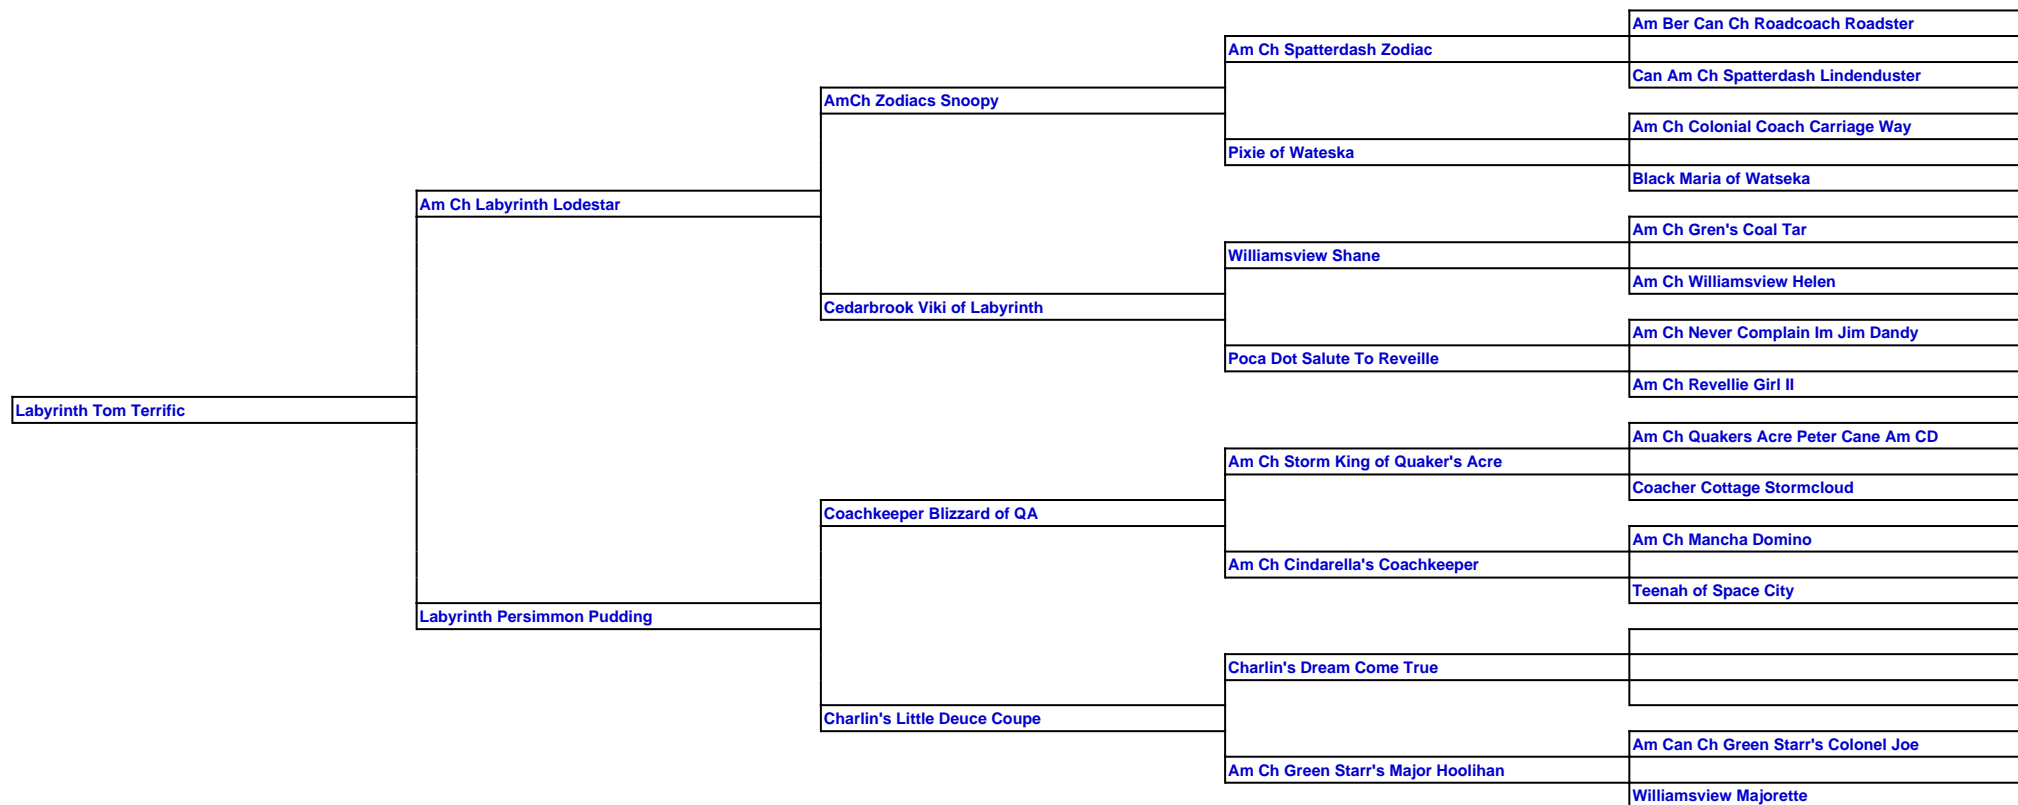 Am Ber Can Ch Roadcoach Roadster
Am Ch Spatterdash Zodiac
Can Am Ch Spatterdash Lindenduster
AmCh Zodiacs Snoopy
Am Ch Colonial Coach Carriage Way
Pixie of Wateska
Black Maria of Watseka
Am Ch Labyrinth Lodestar
Am Ch Gren's Coal Tar
Williamsview Shane
Am Ch Williamsview Helen
Cedarbrook Viki of Labyrinth
Am Ch Never Complain Im Jim Dandy
Poca Dot Salute To Reveille
Am Ch Revellie Girl II
Labyrinth Tom Terrific
Am Ch Quakers Acre Peter Cane Am CD
Am Ch Storm King of Quaker's Acre
Coacher Cottage Stormcloud
Coachkeeper Blizzard of QA
Am Ch Mancha Domino
Am Ch Cindarella's Coachkeeper
Teenah of Space City
Labyrinth Persimmon Pudding
Charlin's Dream Come True
Charlin's Little Deuce Coupe
Am Can Ch Green Starr's Colonel Joe
Am Ch Green Starr's Major Hoolihan
Williamsview Majorette